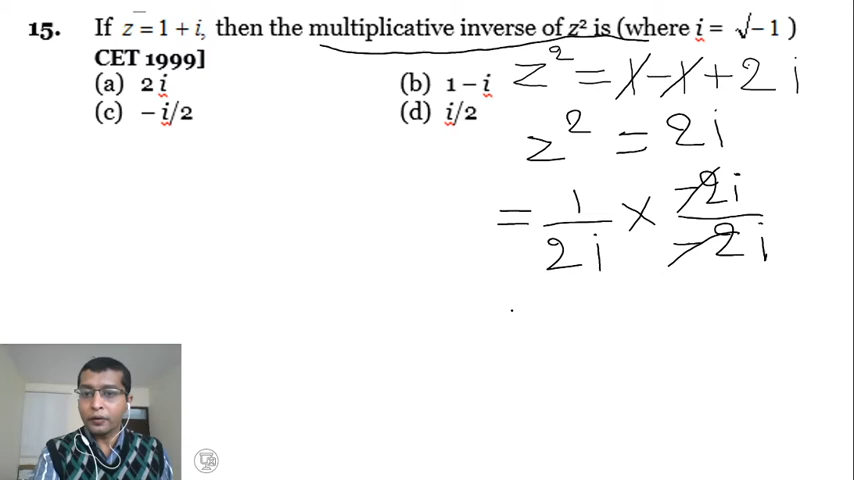 15. If z = 1 + i, then the multiplicative inverse of z² is (where i = √-1 )
CET 1999]
(a) 2 i (b) 1 – i
(c) – i/2 (d) i/2
z² = 1 - 1 + 2i
z² = 2i
= 1/2i × -2i/-2i